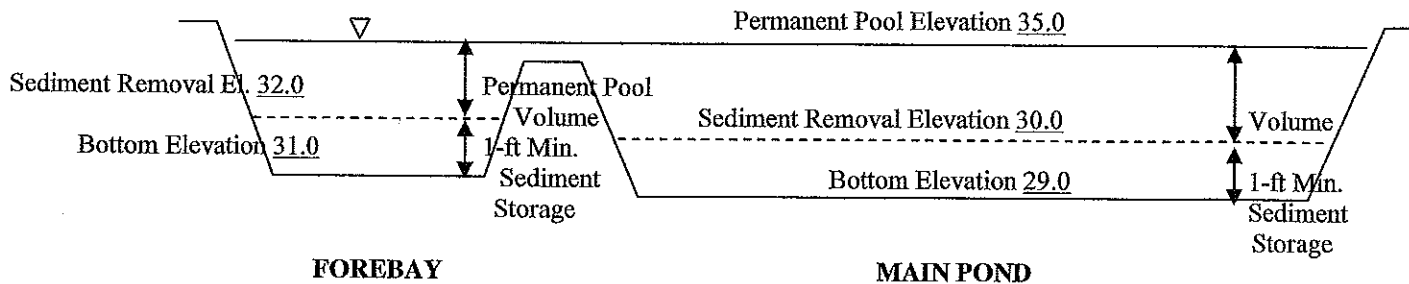 Permanent Pool Elevation 35.0
Sediment Removal El. 32.0
Permanent Pool
Volume
Bottom Elevation 31.0
1-ft Min.
Sediment
Storage
Sediment Removal Elevation 30.0
Volume
Bottom Elevation 29.0
1-ft Min.
Sediment
Storage
FOREBAY
MAIN POND